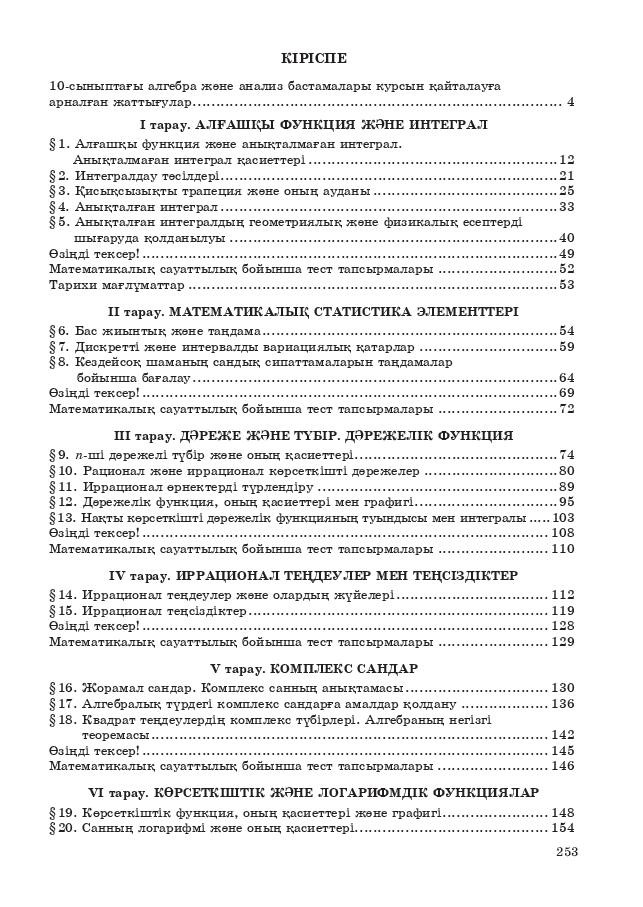 КІРІСПЕ
10-сыныптағы алгебра және анализ бастамалары курсын қайталауға
арналған жаттығулар.................................................................... 4
I тарау. АЛҒАШҚЫ ФУНКЦИЯ ЖӘНЕ ИНТЕГРАЛ
§ 1. Алғашқы функция және анықталмаған интеграл.
Анықталмаған интеграл қасиеттері ..............................................12
§ 2. Интегралдау тәсілдері..............................................................21
§ 3. Қисықсызықты трапеция және оның ауданы ..................................25
§ 4. Анықталған интеграл ..............................................................33
§ 5. Анықталған интегралдың геометриялық және физикалық есептерді
шығаруда қолданылуы ............................................................40
Өзіңді тексер! .............................................................................49
Математикалық сауаттылық бойынша тест тапсырмалары ......................52
Тарихи мағлұматтар ....................................................................53
II тарау. МАТЕМАТИКАЛЫҚ СТАТИСТИКА ЭЛЕМЕНТТЕРІ
§ 6. Бас жиынтық және таңдама......................................................54
§ 7. Дискретті және интервалды вариациялық қатарлар .........................59
§ 8. Кездейсоқ шаманың сандық сипаттамаларын таңдамалар
бойынша бағалау...................................................................64
Өзіңді тексер! .............................................................................69
Математикалық сауаттылық бойынша тест тапсырмалары ......................72
III тарау. ДӘРЕЖЕ ЖӘНЕ ТҮБІР. ДӘРЕЖЕЛІК ФУНКЦИЯ
§ 9. n-ші дәрежелі түбір және оның қасиеттері.....................................74
§ 10. Рационал және иррационал көрсеткішті дәрежелер ........................80
§ 11. Иррационал өрнектерді түрлендіру ............................................89
§ 12. Дәрежелік функция, оның қасиеттері мен графигі..........................95
§ 13. Нақты көрсеткішті дәрежелік функцияның туындысы мен интегралы .....103
Өзіңді тексер! ........................................................................... 108
Математикалық сауаттылық бойынша тест тапсырмалары .................... 110
IV тарау. ИРРАЦИОНАЛ ТЕҢДЕУЛЕР МЕН ТЕҢСІЗДІКТЕР
§ 14. Иррационал теңдеулер және олардың жүйелері............................ 112
§ 15. Иррационал теңсіздіктер....................................................... 119
Өзіңді тексер! ........................................................................... 128
Математикалық сауаттылық бойынша тест тапсырмалары .................... 129
V тарау. КОМПЛЕКС САНДАР
§ 16. Жорамал сандар. Комплекс санның анықтамасы.......................... 130
§ 17. Алгебралық түрдегі комплекс сандарға амалдар қолдану ................ 136
§ 18. Квадрат теңдеулердің комплекс түбірлері. Алгебраның негізгі
теоремасы......................................................................... 142
Өзіңді тексер! ........................................................................... 145
Математикалық сауаттылық бойынша тест тапсырмалары .................... 146
VI тарау. КӨРСЕТКІШТІК ЖӘНЕ ЛОГАРИФМДІК ФУНКЦИЯЛАР
§ 19. Көрсеткіштік функция, оның қасиеттері және графигі................... 148
§ 20. Санның логарифмі және оның қасиеттері................................... 154
253